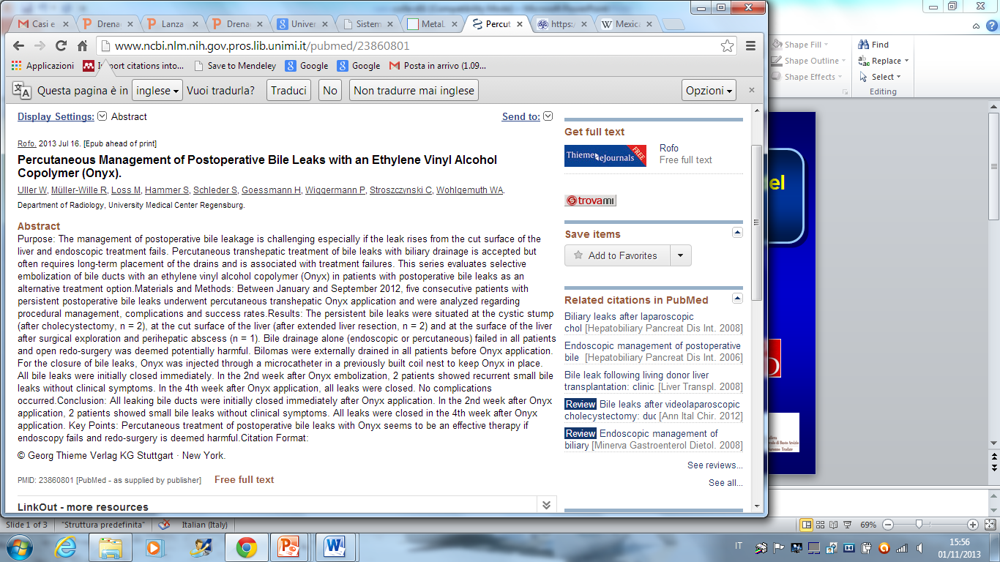 Casi e
Drena
Lanza
Drena
Univer
Sistem
Metal.
Percut
https:/
Mexica
www.ncbi.nlm.nih.gov.pros.lib.unimi.it/pubmed/23860801
Applicazioni
Import citations into...
Save to Mendeley
Google
Google
Posta in arrivo (1.09...
Questa pagina è in inglese Vuoi tradurla? Traduci No Non tradurre mai inglese Opzioni
Shape Fill
Shape Outline
Shape Effects
Find
Replace
Select
Editing
Display Settings: Abstract
Send to:
Rofo. 2013 Jul 16. [Epub ahead of print]
Percutaneous Management of Postoperative Bile Leaks with an Ethylene Vinyl Alcohol
Copolymer (Onyx).
Uller W, Müller-Wille R, Loss M, Hammer S, Schleder S, Goessmann H, Wiggermann P, Stroszczynski C, Wohlgemuth WA.
Department of Radiology, University Medical Center Regensburg.
Abstract
Purpose: The management of postoperative bile leakage is challenging especially if the leak rises from the cut surface of the
liver and endoscopic treatment fails. Percutaneous transhepatic treatment of bile leaks with biliary drainage is accepted but
often requires long-term placement of the drains and is associated with treatment failures. This series evaluates selective
embolization of bile ducts with an ethylene vinyl alcohol copolymer (Onyx) in patients with postoperative bile leaks as an
alternative treatment option.Materials and Methods: Between January and September 2012, five consecutive patients with
persistent postoperative bile leaks underwent percutaneous transhepatic Onyx application and were analyzed regarding
procedural management, complications and success rates.Results: The persistent bile leaks were situated at the cystic stump
(after cholecystectomy, n = 2), at the cut surface of the liver (after extended liver resection, n = 2) and at the surface of the liver
after surgical exploration and perihepatic abscess (n = 1). Bile drainage alone (endoscopic or percutaneous) failed in all patients
and open redo-surgery was deemed potentially harmful. Bilomas were externally drained in all patients before Onyx application.
For the closure of bile leaks, Onyx was injected through a microcatheter in a previously built coil nest to keep Onyx in place.
All bile leaks were initially closed immediately. In the 2nd week after Onyx embolization, 2 patients showed recurrent small bile
leaks without clinical symptoms. In the 4th week after Onyx application, all leaks were closed. No complications
occurred.Conclusion: All leaking bile ducts were initially closed immediately after Onyx application. In the 2nd week after Onyx
application, 2 patients showed small bile leaks without clinical symptoms. All leaks were closed in the 4th week after Onyx
application. Key Points: Percutaneous treatment of postoperative bile leaks with Onyx seems to be an effective therapy if
endoscopy fails and redo-surgery is deemed harmful.Citation Format:
© Georg Thieme Verlag KG Stuttgart · New York.
PMID: 23860801 [PubMed - as supplied by publisher] Free full text
LinkOut - more resources
Get full text
Thieme eJournals FREE
Rofo
Free full text
trovami
Save items
Add to Favorites
Related citations in PubMed
Biliary leaks after laparoscopic
chol [Hepatobiliary Pancreat Dis Int. 2008]
Endoscopic management of postoperative
bile [Hepatobiliary Pancreat Dis Int. 2006]
Bile leak following living donor liver
transplantation: clinic [Liver Transpl. 2008]
Review Bile leaks after videolaparoscopic
cholecystectomy: duc [Ann Ital Chir. 2012]
Review Endoscopic management of
biliary [Minerva Gastroenterol Dietol. 2008]
See reviews...
See all...
el
Slide 1 of 3 "Struttura predefinita" Italian (Italy) 69%
IT
15:56
01/11/2013